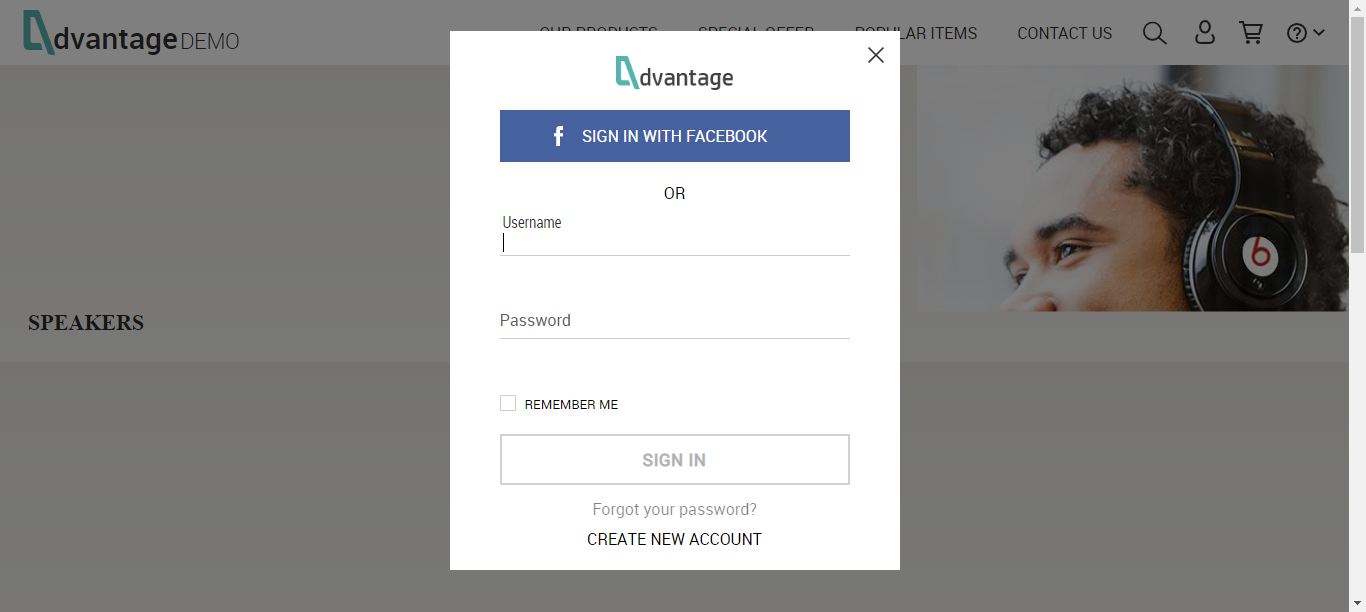 dvantage DEMO
OUR PRODUCTS SPECIAL OFFER POPULAR ITEMS CONTACT US
dvantage
f SIGN IN WITH FACEBOOK
OR
Username
Password
SPEAKERS
REMEMBER ME
SIGN IN
Forgot your password?
CREATE NEW ACCOUNT